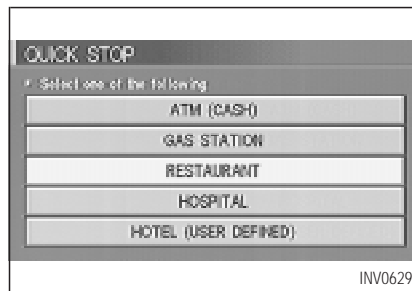 QUICK STOP
Select one of the following
ATM (CASH)
GAS STATION
RESTAURANT
HOSPITAL
HOTEL (USER DEFINED)
INV0629